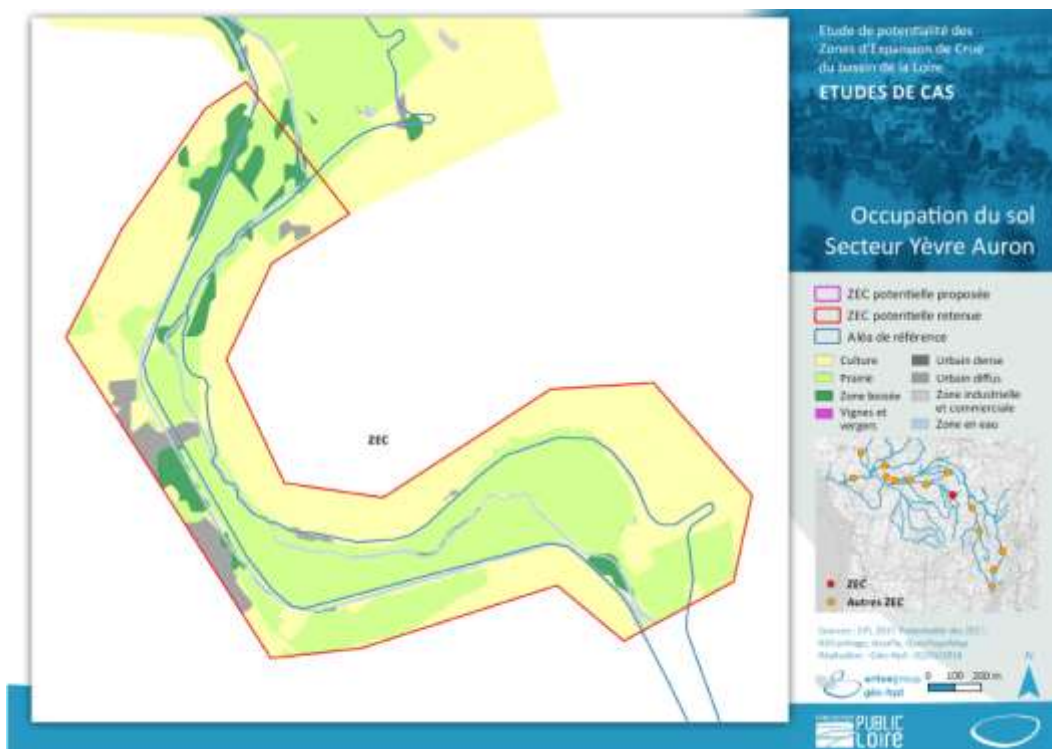 Etude de potentialité des
Zones d'Expansion de Crue
du bassin de la Loire
ETUDES DE CAS
Occupation du sol
Secteur Yèvre Auron
ZEC potentielle proposée
ZEC potentielle retenue
Aléa de référence
Culture
Prairie
Zone boisée
Vignes et
vergers
Urbain dense
Urbain diffus
Zone industrielle
et commerciale
Zone en eau
ZEC
ZEC
Autres ZEC
N
0 100 200 m
PUBLIC
LOIRE